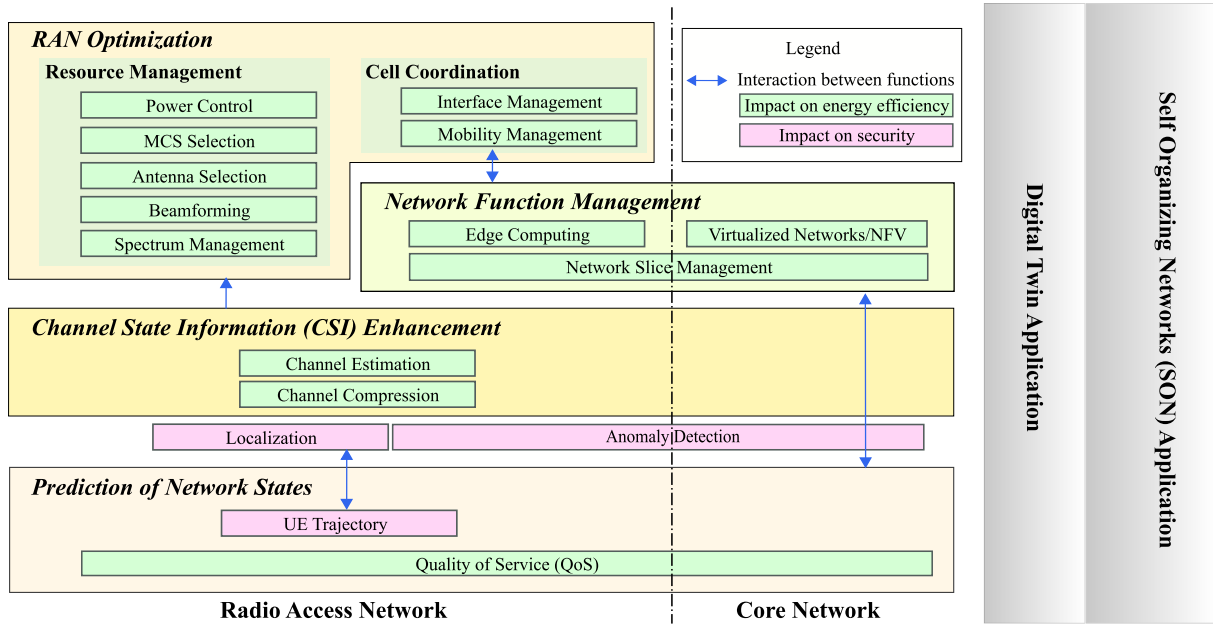 RAN Optimization
Resource Management
Power Control
MCS Selection
Antenna Selection
Beamforming
Spectrum Management
Cell Coordination
Interface Management
Mobility Management
Legend
Interaction between functions
Impact on energy efficiency
Impact on security
Network Function Management
Edge Computing
Virtualized Networks/NFV
Network Slice Management
Channel State Information (CSI) Enhancement
Channel Estimation
Channel Compression
Localization
Anomaly Detection
Prediction of Network States
UE Trajectory
Quality of Service (QoS)
Radio Access Network
Core Network
Digital Twin Application
Self Organizing Networks (SON) Application